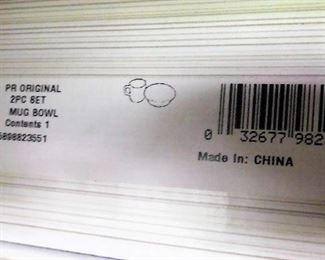 PR ORIGINAL
2PC SET
MUG BOWL
Contents 1
5898823551
0 32677 982
Made In: CHINA